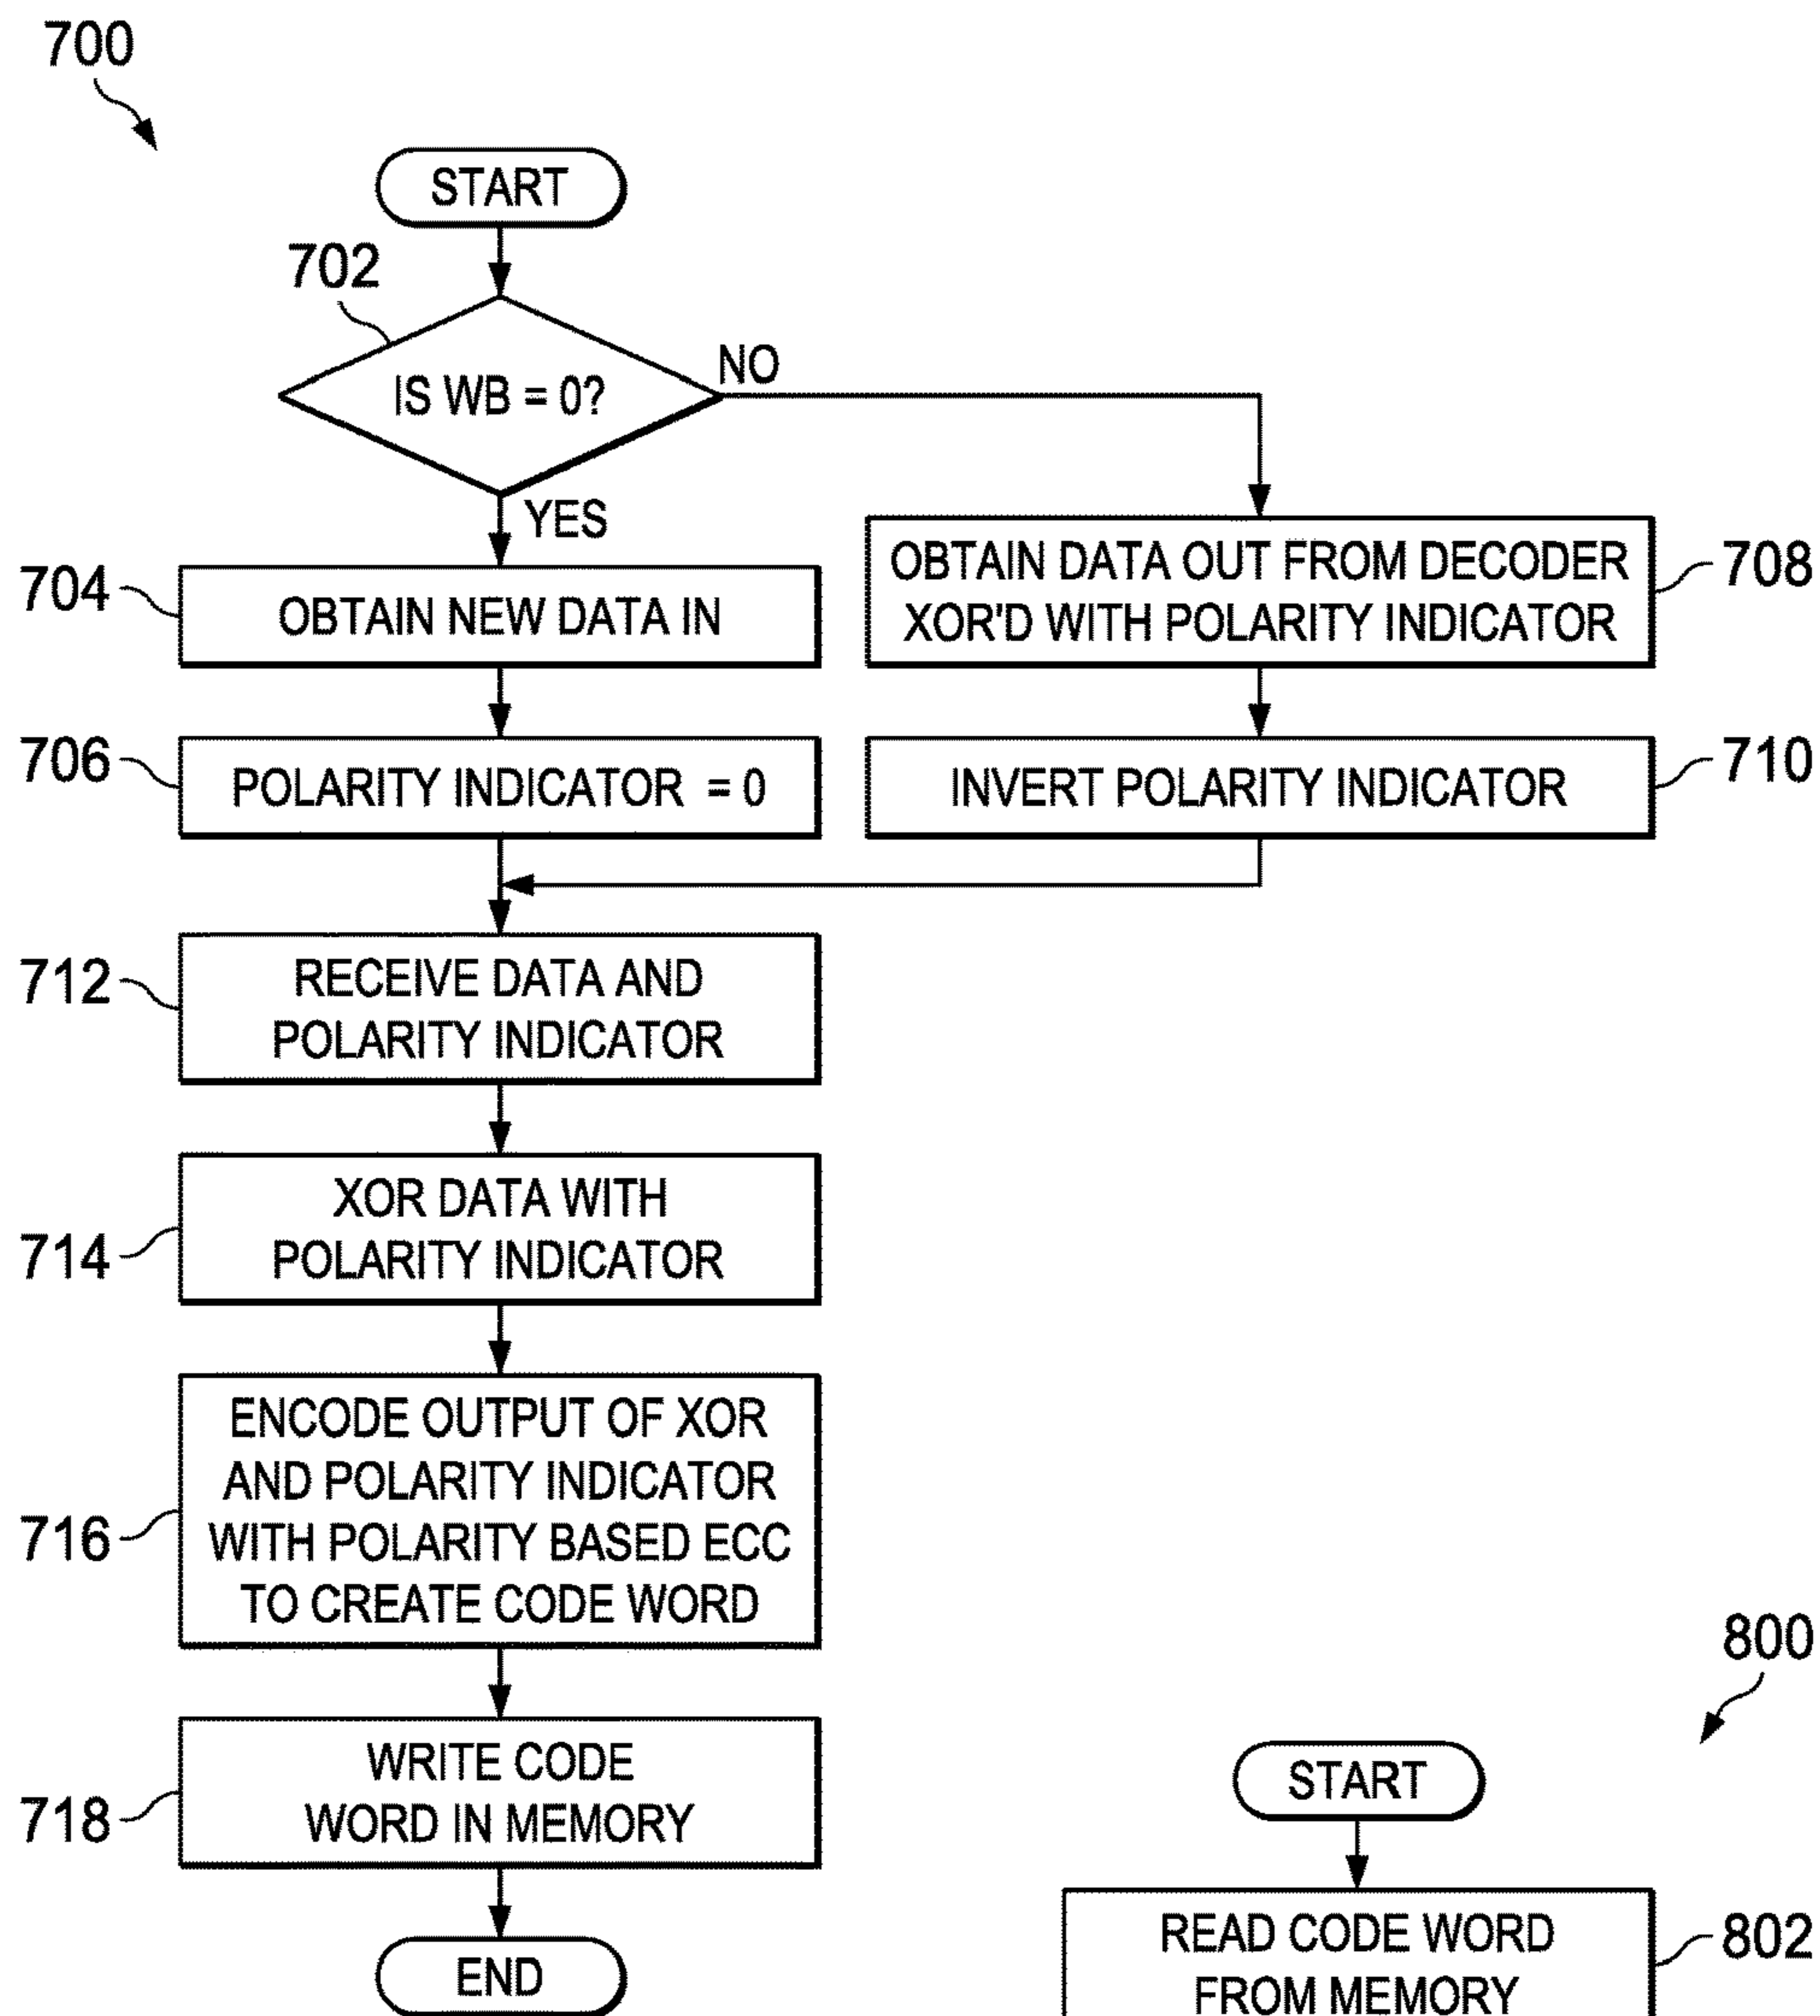 700
START
702
IS WB = 0?
NO
YES
704
OBTAIN NEW DATA IN
OBTAIN DATA OUT FROM DECODER
XOR'D WITH POLARITY INDICATOR
708
706
POLARITY INDICATOR = 0
INVERT POLARITY INDICATOR
710
712
RECEIVE DATA AND
POLARITY INDICATOR
714
XOR DATA WITH
POLARITY INDICATOR
716
ENCODE OUTPUT OF XOR
AND POLARITY INDICATOR
WITH POLARITY BASED ECC
TO CREATE CODE WORD
718
WRITE CODE
WORD IN MEMORY
END
800
START
READ CODE WORD
FROM MEMORY
802